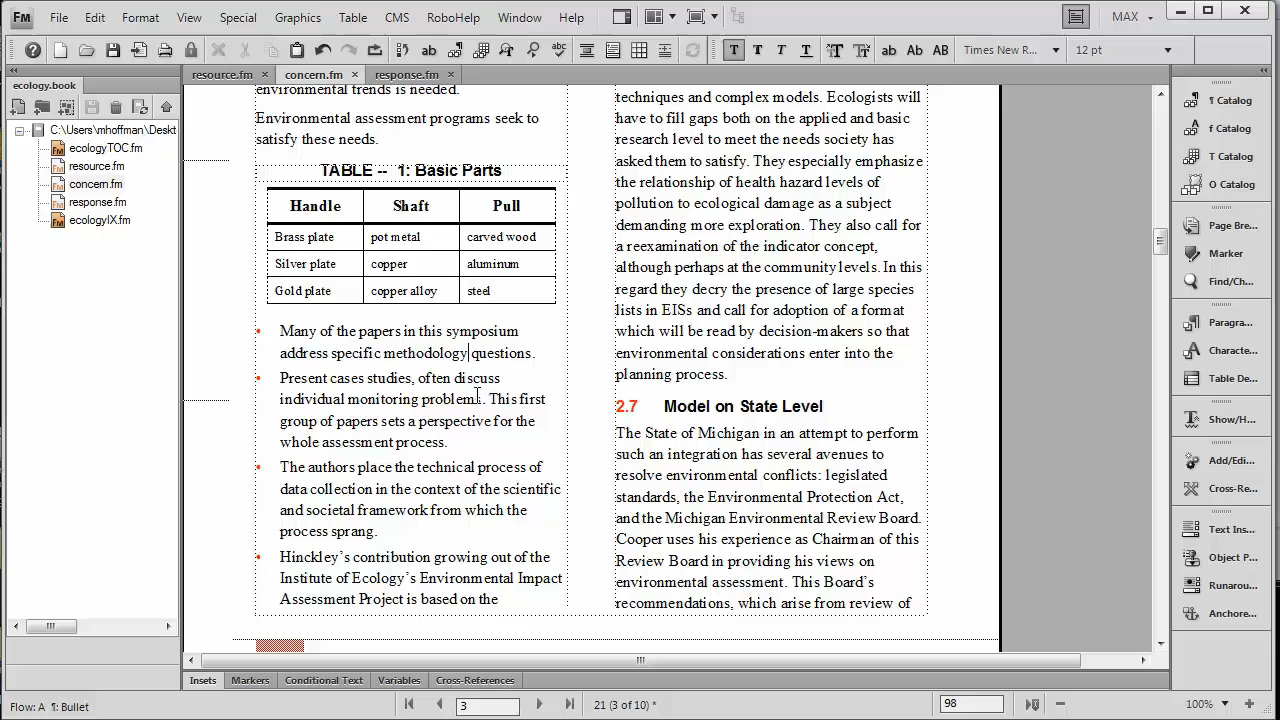 Fm File Edit Format View Special Graphics Table CMS RoboHelp Window Help MAX
Times New R... 12 pt
ecology.book
C:\Users\mhoffman\Deskt
ecologyTOC.fm
resource.fm
concern.fm
response.fm
ecologyIX.fm
resource.fm × concern.fm × response.fm ×
environmental trends is needed.
Environmental assessment programs seek to
satisfy these needs.
TABLE -- 1: Basic Parts
Handle Shaft Pull
Brass plate pot metal carved wood
Silver plate copper aluminum
Gold plate copper alloy steel
• Many of the papers in this symposium
address specific methodology questions.
• Present cases studies, often discuss
individual monitoring problems. This first
group of papers sets a perspective for the
whole assessment process.
• The authors place the technical process of
data collection in the context of the scientific
and societal framework from which the
process sprang.
• Hinckley’s contribution growing out of the
Institute of Ecology’s Environmental Impact
Assessment Project is based on the
techniques and complex models. Ecologists will
have to fill gaps both on the applied and basic
research level to meet the needs society has
asked them to satisfy. They especially emphasize
the relationship of health hazard levels of
pollution to ecological damage as a subject
demanding more exploration. They also call for
a reexamination of the indicator concept,
although perhaps at the community levels. In this
regard they decry the presence of large species
lists in EISs and call for adoption of a format
which will be read by decision-makers so that
environmental considerations enter into the
planning process.
2.7 Model on State Level
The State of Michigan in an attempt to perform
such an integration has several avenues to
resolve environmental conflicts: legislated
standards, the Environmental Protection Act,
and the Michigan Environmental Review Board.
Cooper uses his experience as Chairman of this
Review Board in providing his views on
environmental assessment. This Board’s
recommendations, which arise from review of
¶ Catalog
f Catalog
T Catalog
O Catalog
Page Bre...
Marker
Find/Ch...
Paragra...
Characte...
Table De...
Show/H...
Add/Edi...
Cross-Re...
Text Ins...
Object P...
Runarou...
Anchore...
Insets Markers Conditional Text Variables Cross-References
Flow: A ¶: Bullet 3 21 (3 of 10) * 98 100%